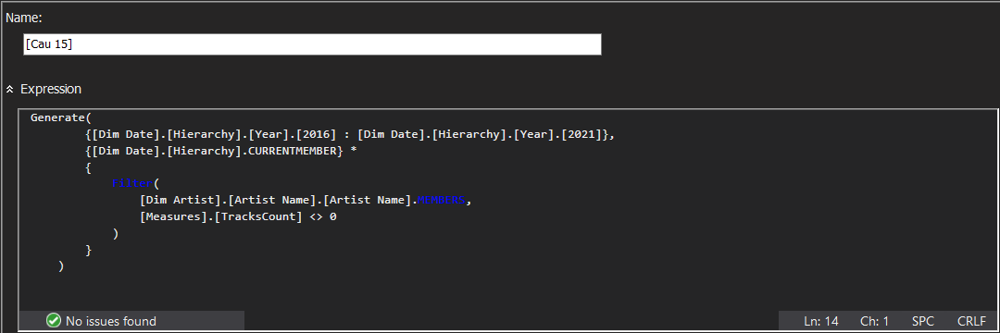 Name:
[Cau 15]
Expression
Generate(
{[Dim Date].[Hierarchy].[Year].[2016] : [Dim Date].[Hierarchy].[Year].[2021]},
{[Dim Date].[Hierarchy].CURRENTMEMBER} *
{
Filter(
[Dim Artist].[Artist Name].[Artist Name].MEMBERS,
[Measures].[TracksCount] <> 0
)
}
)
No issues found
Ln: 14 Ch: 1 SPC CRLF